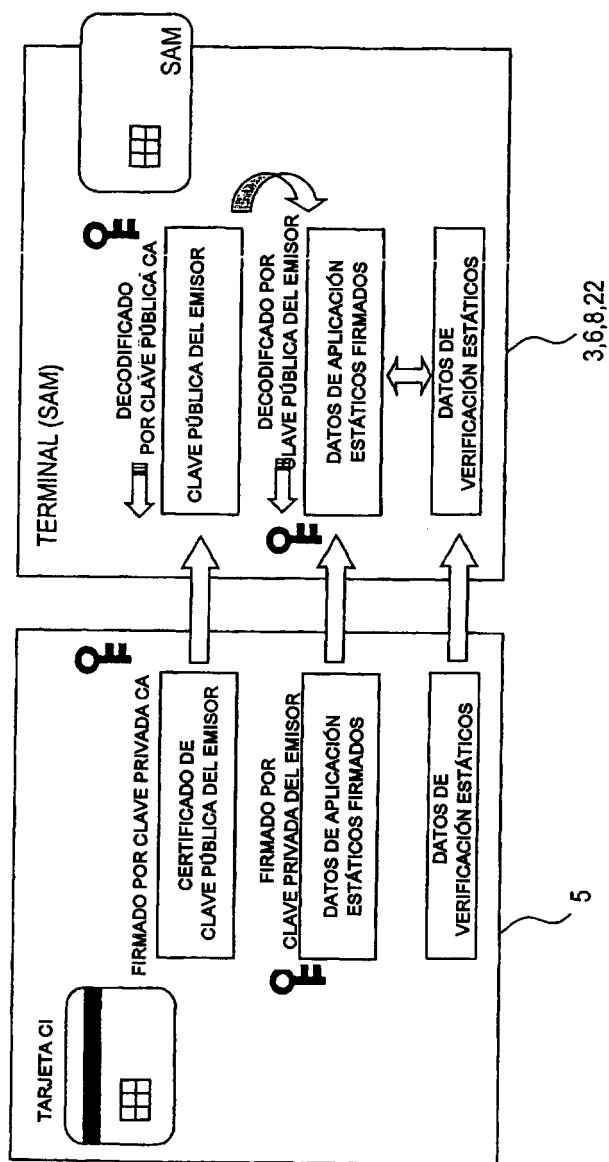 TARJETA CI
FIRMADO POR CLAVE PRIVADA CA
CERTIFICADO DE
CLAVE PÚBLICA DEL EMISOR
FIRMADO POR
CLAVE PRIVADA DEL EMISOR
DATOS DE APLICACIÓN
ESTÁTICOS FIRMADOS
DATOS DE
VERIFICACIÓN ESTÁTICOS
5
TERMINAL (SAM)
SAM
DECODIFICADO
POR CLAVE PÚBLICA CA
CLAVE PÚBLICA DEL EMISOR
DECODIFCADO POR
CLAVE PÚBLICA DEL EMISOR
DATOS DE APLICACIÓN
ESTÁTICOS FIRMADOS
DATOS DE
VERIFICACIÓN ESTÁTICOS
3,6,8,22